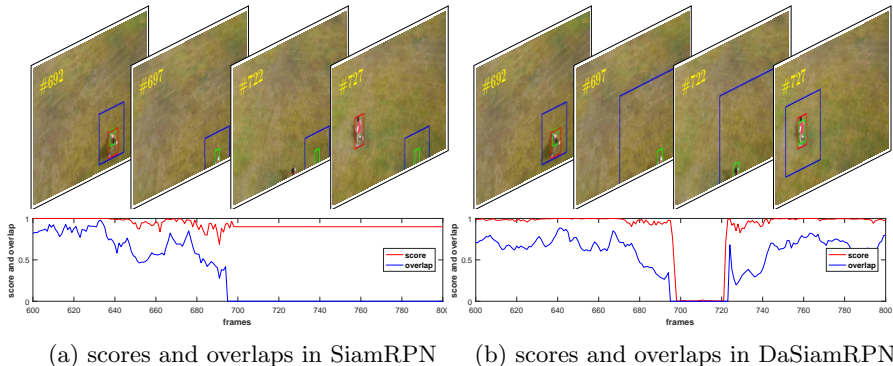 #692
#697
#722
#727
#692
#697
#722
#727
score and overlap
1
0.5
0
score
overlap
600 620 640 660 680 700 720 740 760 780 800
frames
score and overlap
1
0.5
0
score
overlap
600 620 640 660 680 700 720 740 760 780 800
frames
(a) scores and overlaps in SiamRPN
(b) scores and overlaps in DaSiamRPN